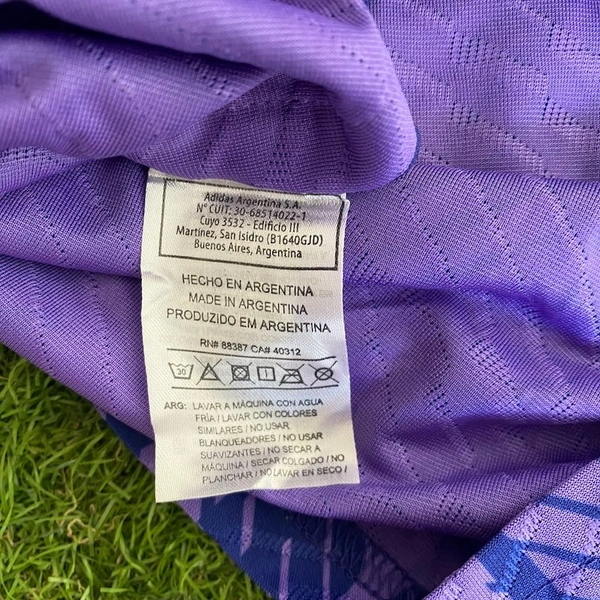 Adidas Argentina S.A.
N° CUIT: 30-68514022-1
Cuyo 3532 - Edificio III
Martínez, San Isidro (B1640GJD)
Buenos Aires, Argentina
HECHO EN ARGENTINA
MADE IN ARGENTINA
PRODUZIDO EM ARGENTINA
RN# 88387 CA# 40312
30
ARG: LAVAR A MÁQUINA CON AGUA
FRÍA / LAVAR CON COLORES
SIMILARES / NO USAR
BLANQUEADORES / NO USAR
SUAVIZANTES / NO SECAR A
MÁQUINA / SECAR COLGADO / NO
PLANCHAR / NO LAVAR EN SECO /